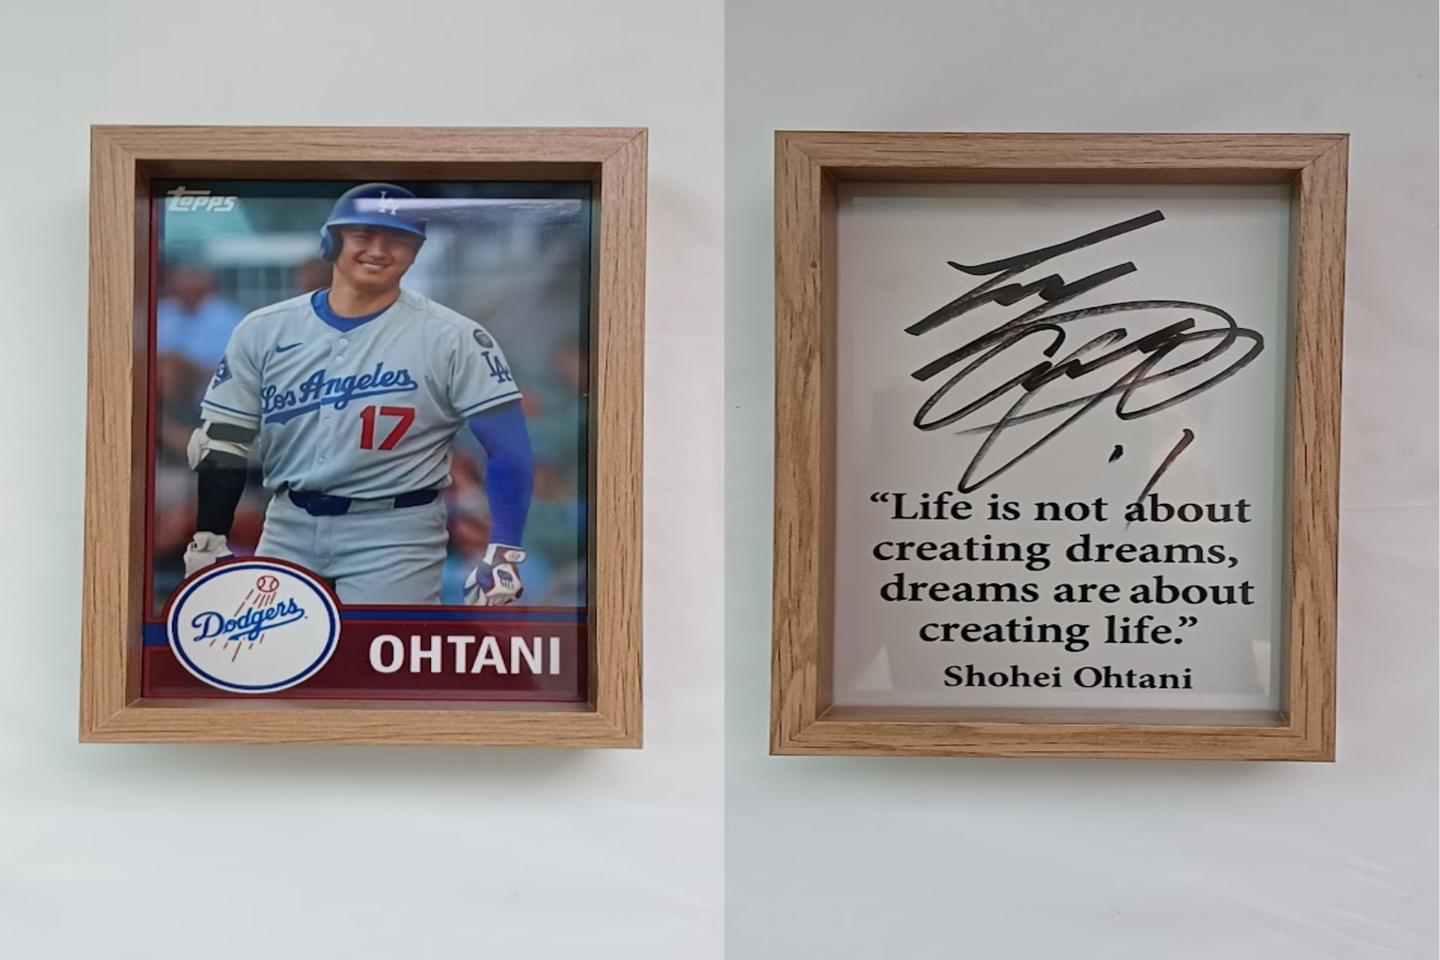 Topps
LA
Los Angeles
17
LA
Dodgers
OHTANI
“Life is not about
creating dreams,
dreams are about
creating life.”
Shohei Ohtani